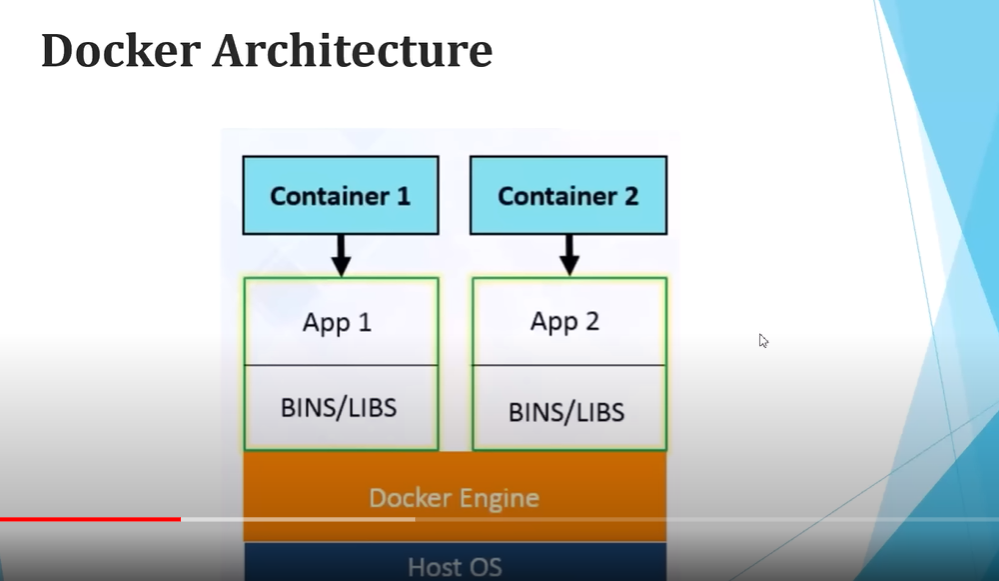 Docker Architecture
Container 1
Container 2
App 1
App 2
BINS/LIBS
BINS/LIBS
Docker Engine
Host OS